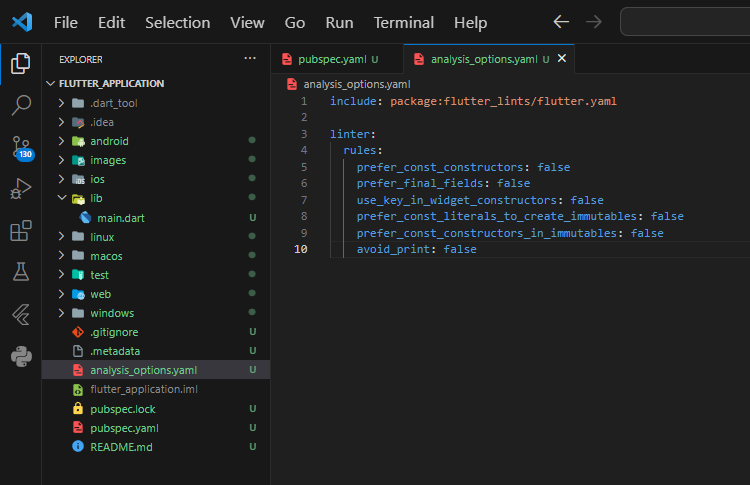 File Edit Selection View Go Run Terminal Help
EXPLORER
pubspec.yaml U
analysis_options.yaml U
FLUTTER_APPLICATION
analysis_options.yaml
.dart_tool
.idea
android
images
ios
lib
main.dart U
linux
macos
test
web
windows
.gitignore U
.metadata U
analysis_options.yaml U
flutter_application.iml
pubspec.lock U
pubspec.yaml U
README.md U
130
iOS
1 include: package:flutter_lints/flutter.yaml
2
3 linter:
4 rules:
5 prefer_const_constructors: false
6 prefer_final_fields: false
7 use_key_in_widget_constructors: false
8 prefer_const_literals_to_create_immutables: false
9 prefer_const_constructors_in_immutables: false
10 avoid_print: false